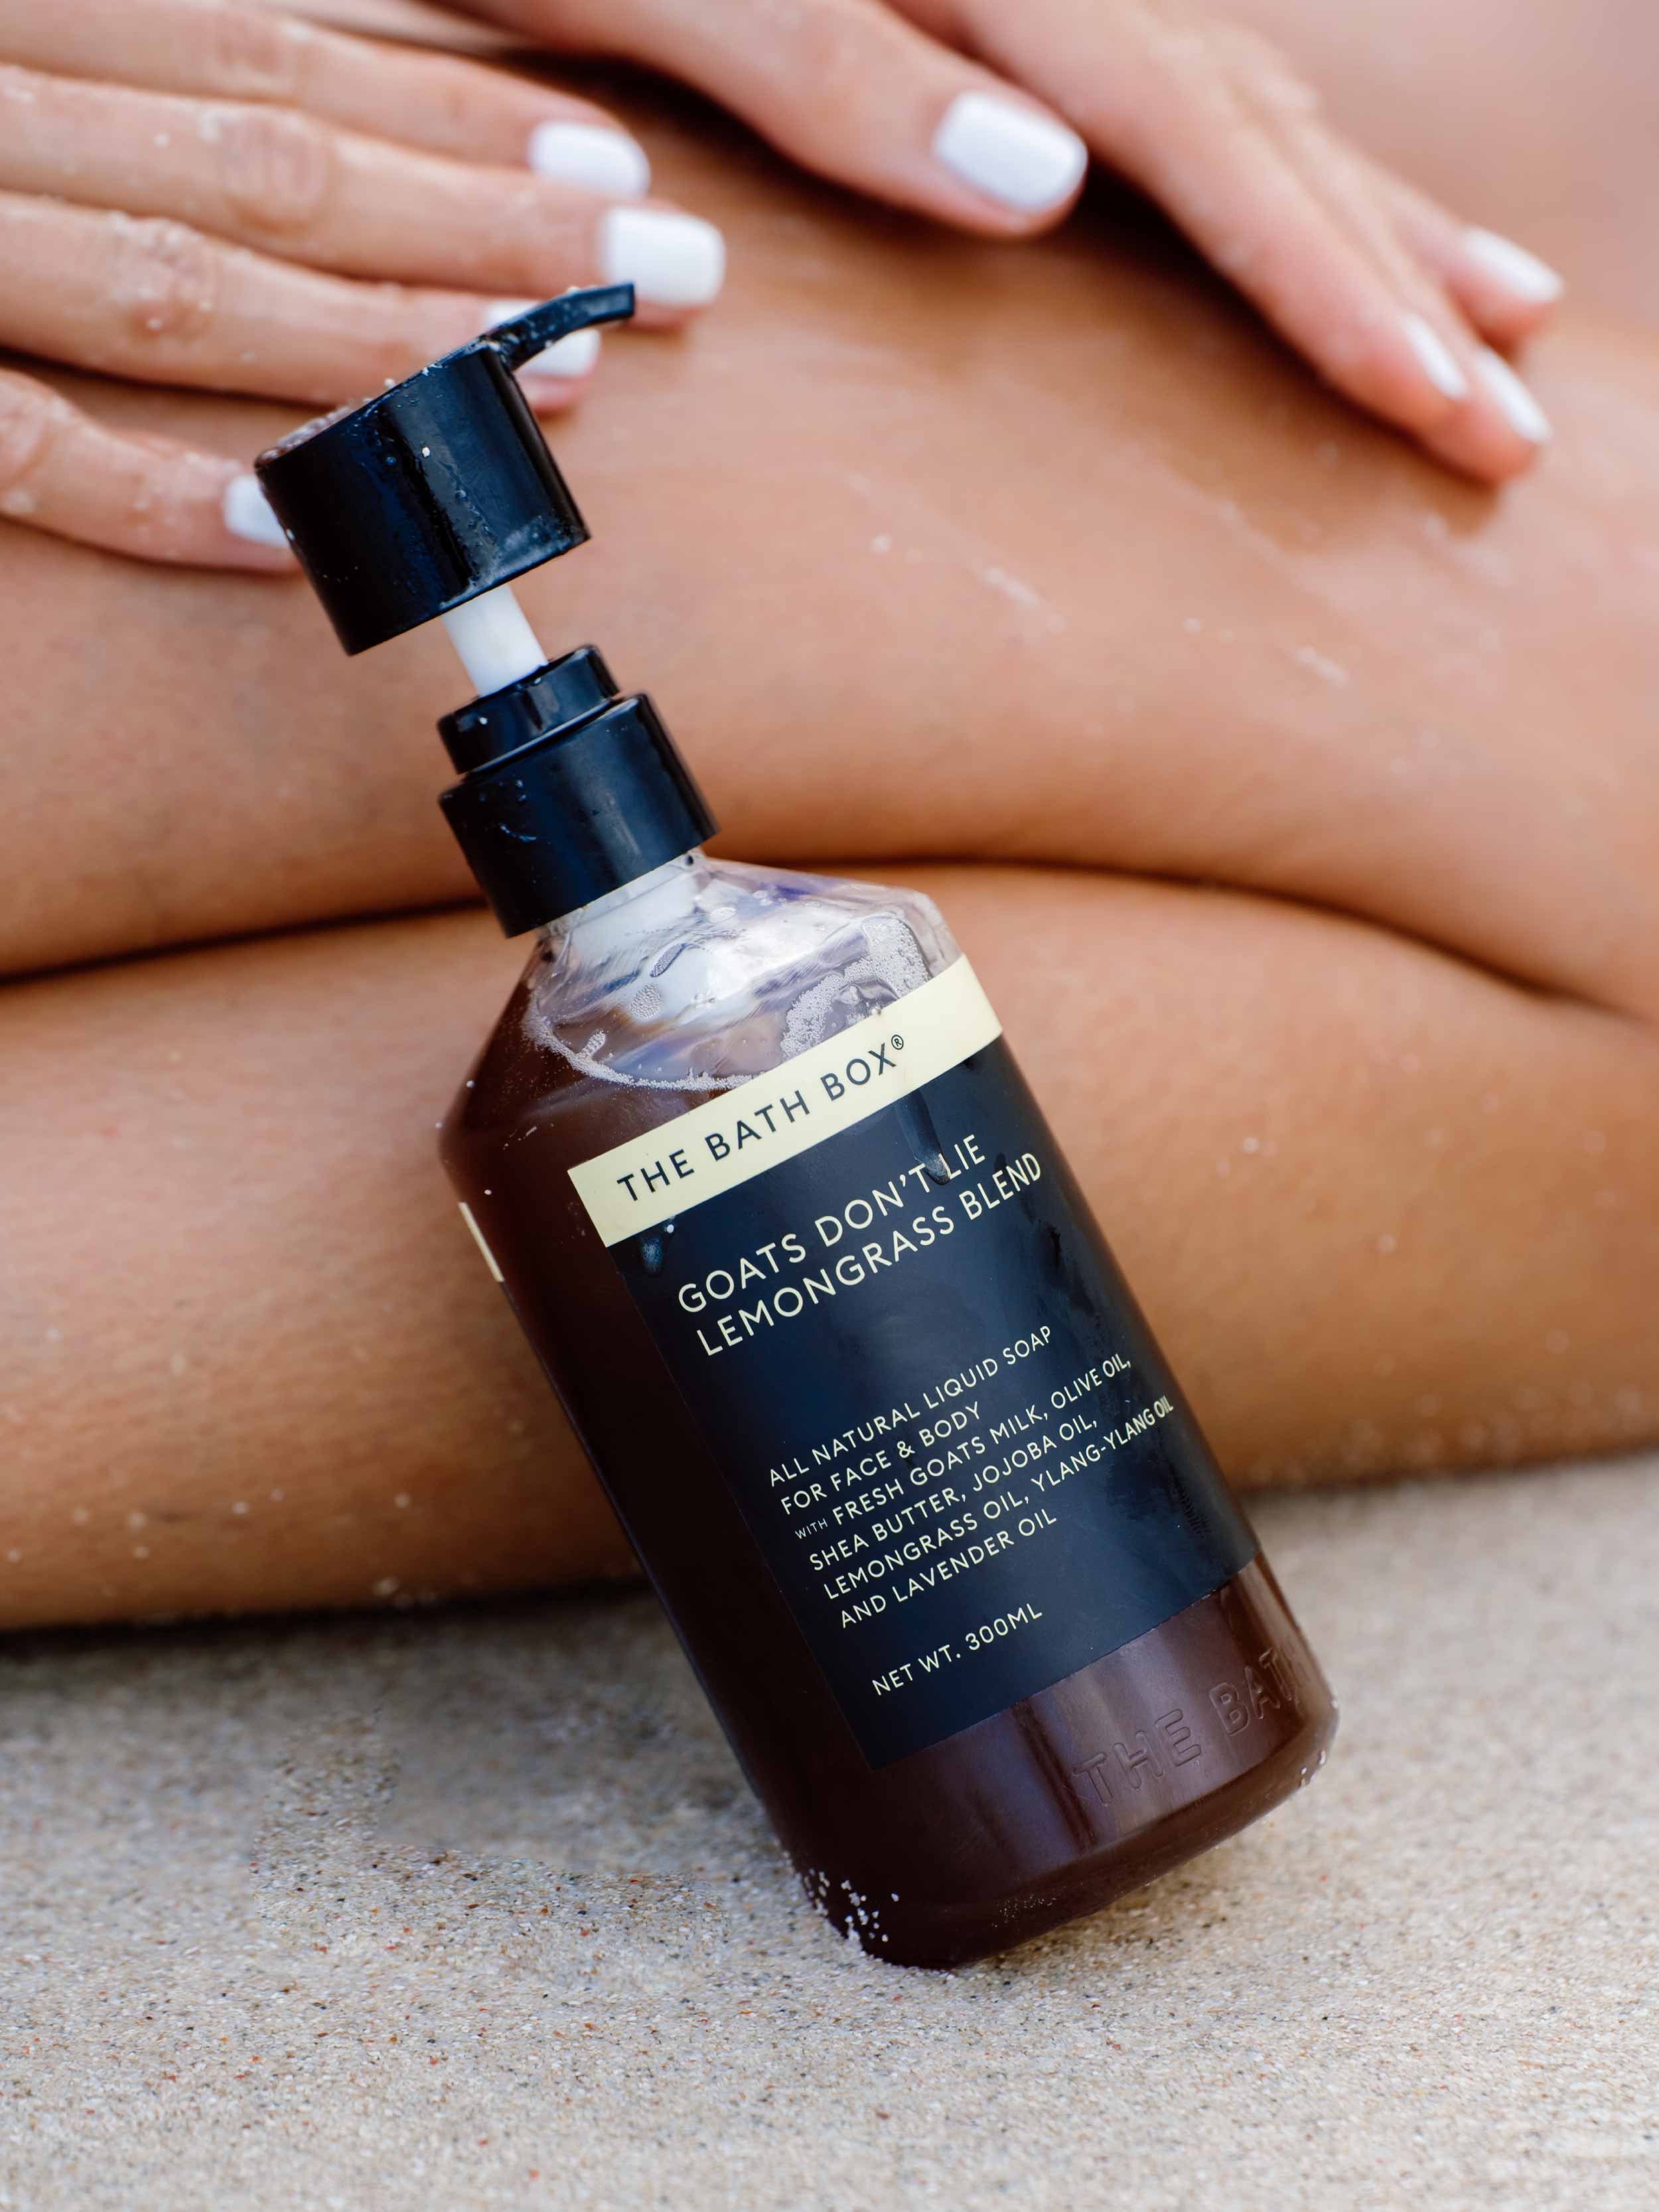 THE BATH BOX®
GOATS DON'T LIE
LEMONGRASS BLEND
ALL NATURAL LIQUID SOAP
FOR FACE & BODY
WITH FRESH GOATS MILK, OLIVE OIL,
SHEA BUTTER, JOJOBA OIL,
LEMONGRASS OIL, YLANG-YLANG OIL
AND LAVENDER OIL
NET WT. 300ML
THE BATH